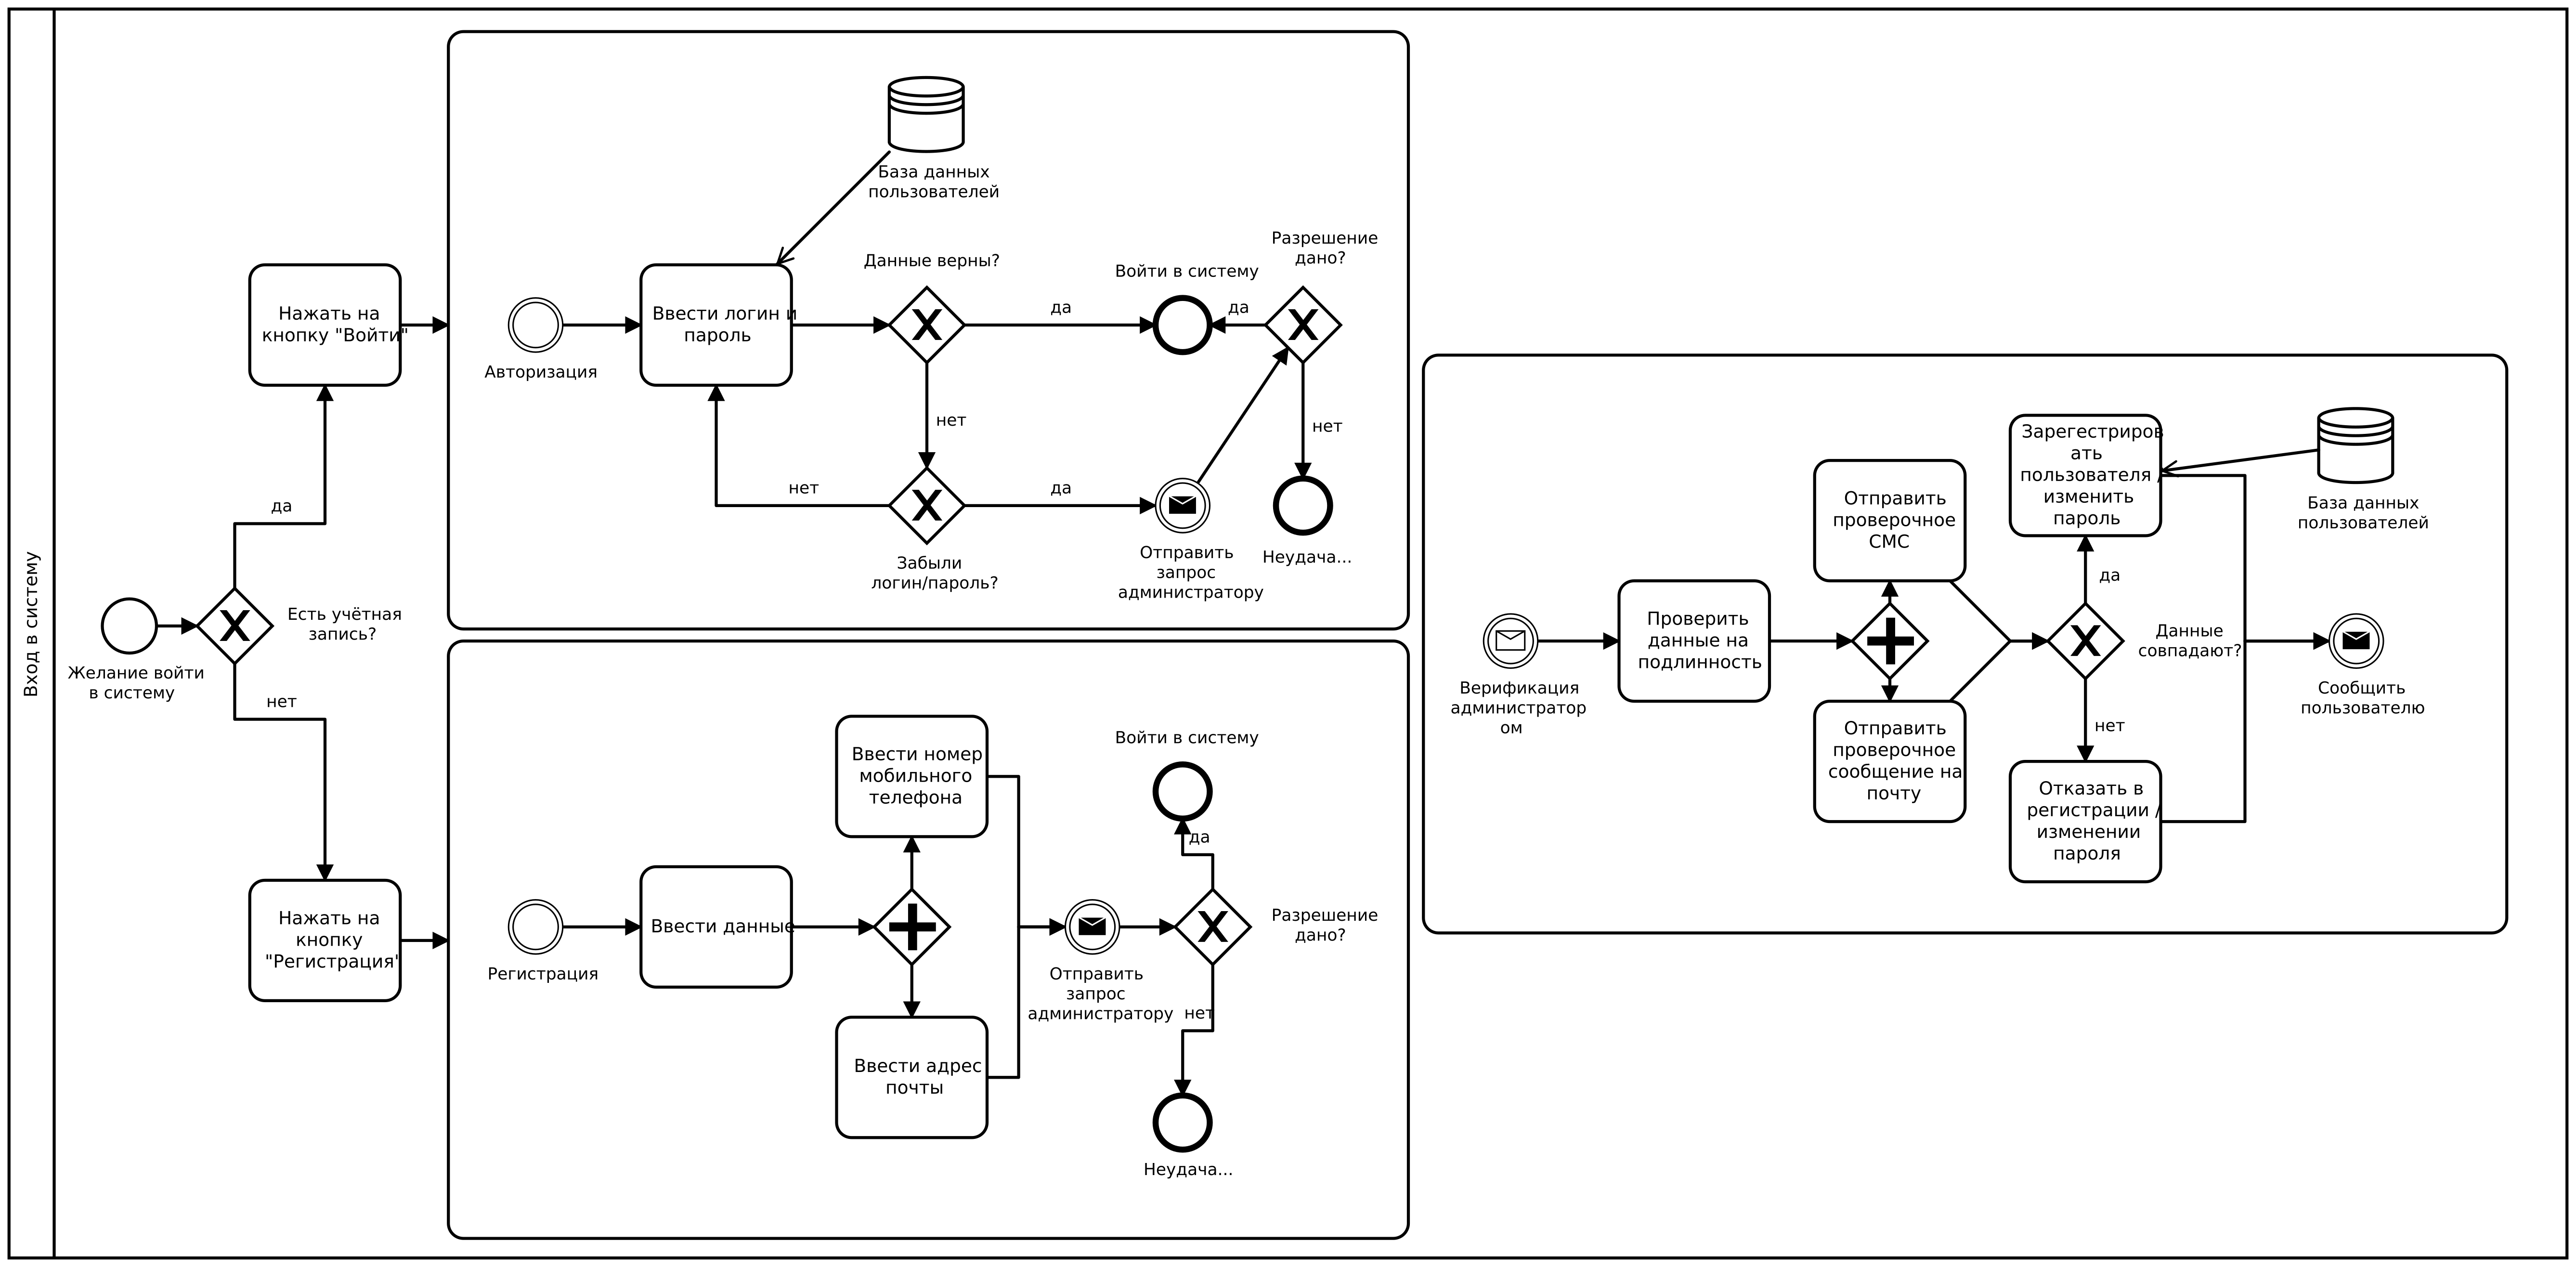 Вход в систему
Желание войти
в систему
Есть учётная
запись?
да
нет
Нажать на
кнопку "Войти"
Нажать на
кнопку
"Регистрация"
База данных
пользователей
Авторизация
Ввести логин и
пароль
Данные верны?
да
нет
Забыли
логин/пароль?
нет
да
Войти в систему
Разрешение
дано?
да
нет
Отправить
запрос
администратору
Неудача...
Регистрация
Ввести данные
Ввести номер
мобильного
телефона
Ввести адрес
почты
Отправить
запрос
администратору
Войти в систему
да
Разрешение
дано?
нет
Неудача...
Верификация
администратор
ом
Проверить
данные на
подлинность
Отправить
проверочное
СМС
Отправить
проверочное
сообщение на
почту
Зарегестриров
ать
пользователя /
изменить
пароль
да
Данные
совпадают?
нет
Отказать в
регистрации /
изменении
пароля
База данных
пользователей
Сообщить
пользователю